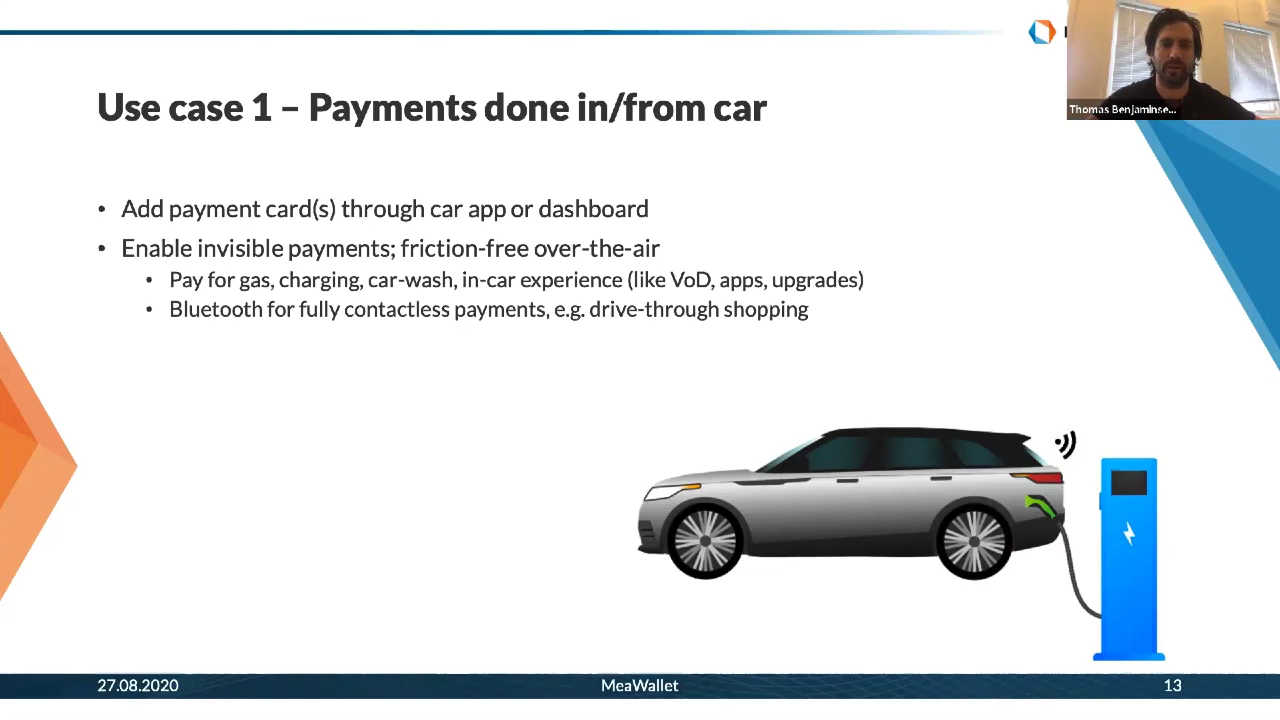 Use case 1 – Payments done in/from car
Thomas Benjaminse...
• Add payment card(s) through car app or dashboard
• Enable invisible payments; friction-free over-the-air
• Pay for gas, charging, car-wash, in-car experience (like VoD, apps, upgrades)
• Bluetooth for fully contactless payments, e.g. drive-through shopping
27.08.2020
MeaWallet
13